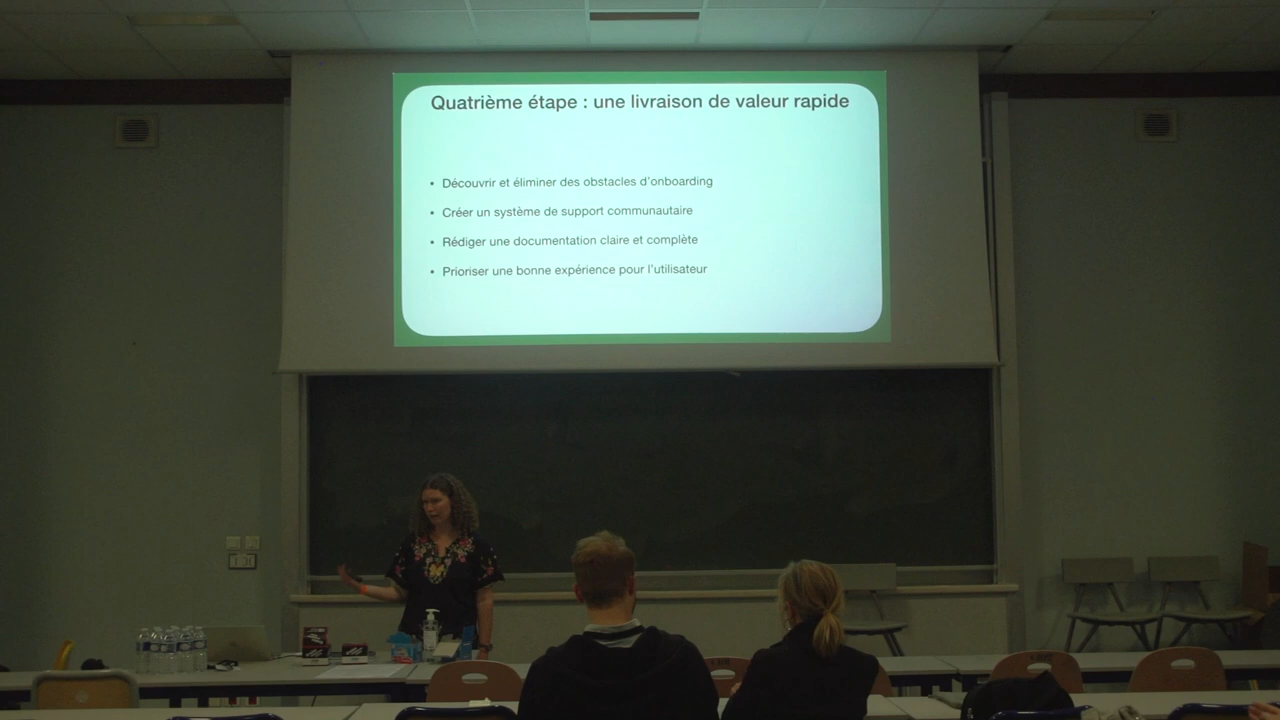 Quatrième étape : une livraison de valeur rapide
• Découvrir et éliminer des obstacles d'onboarding
• Créer un système de support communautaire
• Rédiger une documentation claire et complète
• Prioriser une bonne expérience pour l'utilisateur